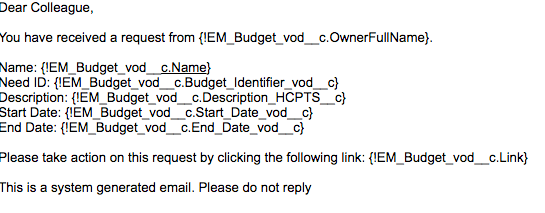 Dear Colleague,
You have received a request from {!EM_Budget_vod__c.OwnerFullName}.
Name: {!EM_Budget_vod__c.Name}
Need ID: {!EM_Budget_vod__c.Budget_Identifier_vod__c}
Description: {!EM_Budget_vod__c.Description_HCPTS__c}
Start Date: {!EM_Budget_vod__c.Start_Date_vod__c}
End Date: {!EM_Budget_vod__c.End_Date_vod__c}
Please take action on this request by clicking the following link: {!EM_Budget_vod__c.Link}
This is a system generated email. Please do not reply